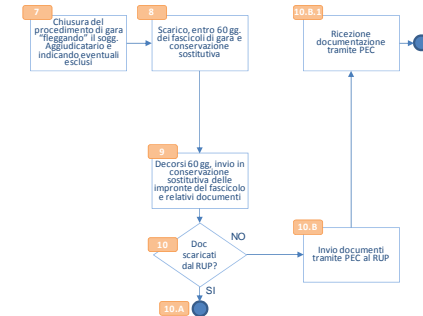 7
Chiusura del
procedimento di gara
"fleggando" il sogg.
Aggiudicatario e
indicando eventuali
esclusi
8
Scarico, entro 60 gg.
dei fascicoli di gara e
conservazione
sostitutiva
10.B.1
Ricezione
documentazione
tramite PEC
9
Decorsi 60 gg, invio in
conservazione
sostitutiva delle
impronte del fascicolo
e relativi documenti
10
Doc
scaricati
dal RUP?
NO
10.B
Invio documenti
tramite PEC al RUP
SI
10.A